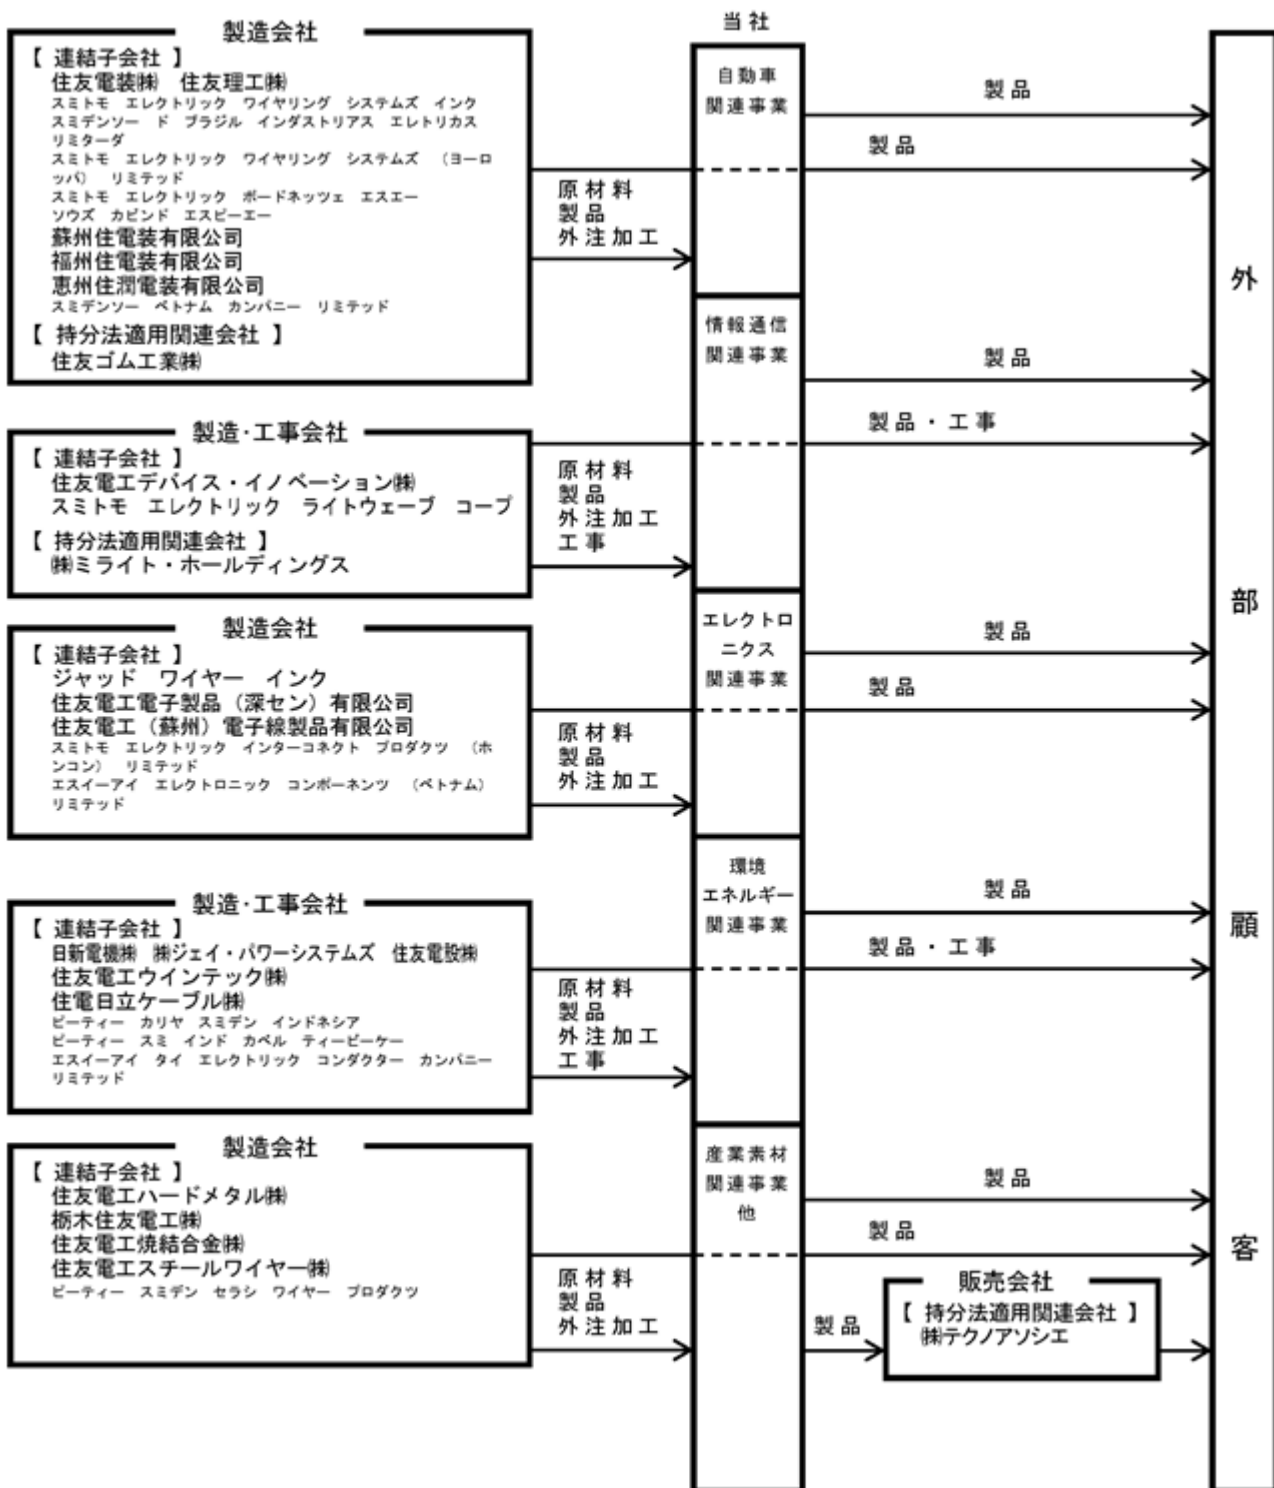 当社
製造会社
【 連結子会社 】
住友電装㈱ 住友理工㈱
スミトモ エレクトリック ワイヤリング システムズ インク
スミデンソー ド ブラジル インダストリアス エレトリカス
リミターダ
スミトモ エレクトリック ワイヤリング システムズ （ヨーロ
ッパ） リミテッド
スミトモ エレクトリック ボードネッツェ エスエー
ソウズ カビンド エスピーエー
蘇州住電装有限公司
福州住電装有限公司
恵州住潤電装有限公司
スミデンソー ベトナム カンパニー リミテッド
【 持分法適用関連会社 】
住友ゴム工業㈱
原材料
製品
外注加工
自動車
関連事業
製品
製品
製造･工事会社
【 連結子会社 】
住友電工デバイス・イノベーション㈱
スミトモ エレクトリック ライトウェーブ コープ
【 持分法適用関連会社 】
㈱ミライト・ホールディングス
原材料
製品
外注加工
工事
情報通信
関連事業
製品
製品・工事
製造会社
【 連結子会社 】
ジャッド ワイヤー インク
住友電工電子製品（深セン）有限公司
住友電工（蘇州）電子線製品有限公司
スミトモ エレクトリック インターコネクト プロダクツ （ホ
ンコン） リミテッド
エスイーアイ エレクトロニック コンポーネンツ （ベトナム）
リミテッド
原材料
製品
外注加工
エレクトロ
ニクス
関連事業
製品
製品
製造･工事会社
【 連結子会社 】
日新電機㈱ ㈱ジェイ・パワーシステムズ 住友電設㈱
住友電工ウインテック㈱
住電日立ケーブル㈱
ピーティー カリヤ スミデン インドネシア
ピーティー スミ インド カベル ティービーケー
エスイーアイ タイ エレクトリック コンダクター カンパニー
リミテッド
原材料
製品
外注加工
工事
環境
エネルギー
関連事業
製品
製品・工事
製造会社
【 連結子会社 】
住友電工ハードメタル㈱
栃木住友電工㈱
住友電工焼結合金㈱
住友電工スチールワイヤー㈱
ピーティー スミデン セラシ ワイヤー プロダクツ
原材料
製品
外注加工
産業素材
関連事業
他
製品
製品
製品
販売会社
【 持分法適用関連会社 】
㈱テクノアソシエ
外
部
顧
客